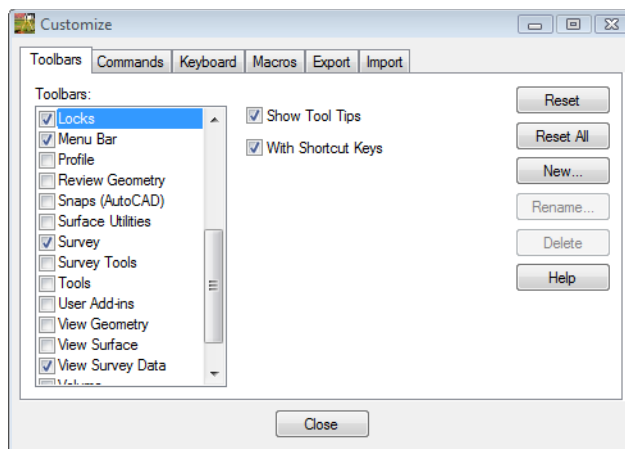 Customize
Toolbars Commands Keyboard Macros Export Import
Toolbars:
Locks
Menu Bar
Profile
Review Geometry
Snaps (AutoCAD)
Surface Utilities
Survey
Survey Tools
Tools
User Add-ins
View Geometry
View Surface
View Survey Data
Show Tool Tips
With Shortcut Keys
Reset
Reset All
New...
Rename...
Delete
Help
Close